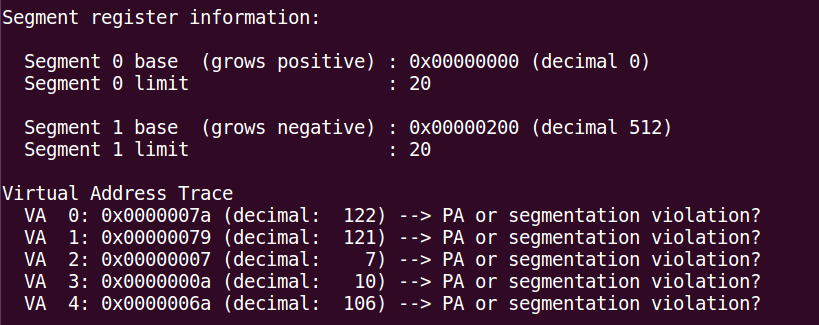 Segment register information:
Segment 0 base  (grows positive) : 0x00000000 (decimal 0)
Segment 0 limit                  : 20
Segment 1 base  (grows negative) : 0x00000200 (decimal 512)
Segment 1 limit                  : 20
Virtual Address Trace
VA  0: 0x0000007a (decimal:  122) --> PA or segmentation violation?
VA  1: 0x00000079 (decimal:  121) --> PA or segmentation violation?
VA  2: 0x00000007 (decimal:    7) --> PA or segmentation violation?
VA  3: 0x0000000a (decimal:   10) --> PA or segmentation violation?
VA  4: 0x0000006a (decimal:  106) --> PA or segmentation violation?